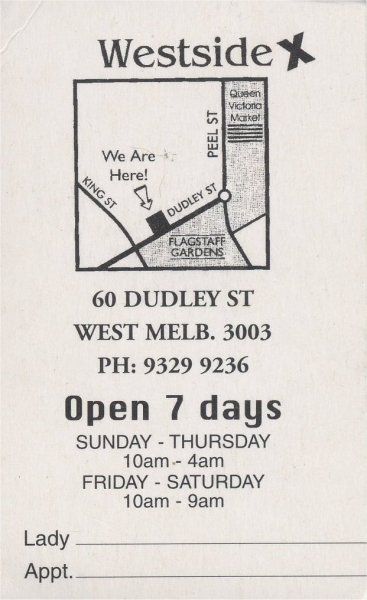 Westside X
Queen
Victoria
Market
PEEL ST
We Are
Here!
KING ST
DUDLEY ST
FLAGSTAFF
GARDENS
60 DUDLEY ST
WEST MELB. 3003
PH: 9329 9236
Open 7 days
SUNDAY - THURSDAY
10am - 4am
FRIDAY - SATURDAY
10am - 9am
Lady
Appt.